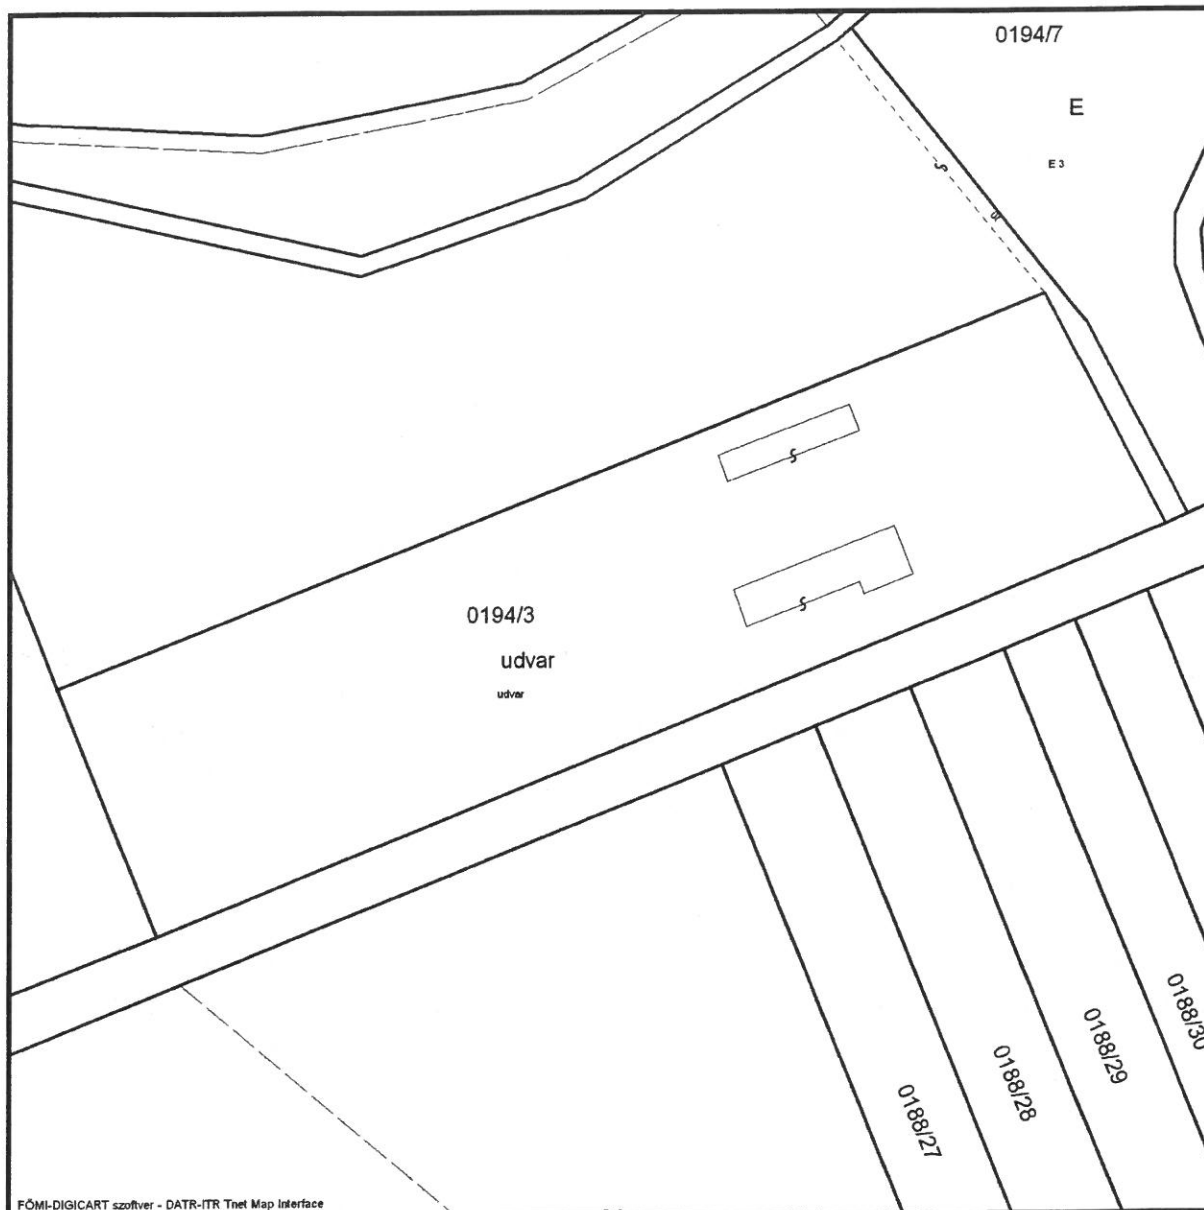 0194/7
E
E 3
0194/3
udvar
udvar
0188/30
0188/29
0188/28
0188/27
FÖMI-DIGICART szoftver - DATR-ITR Tnet Map Interface